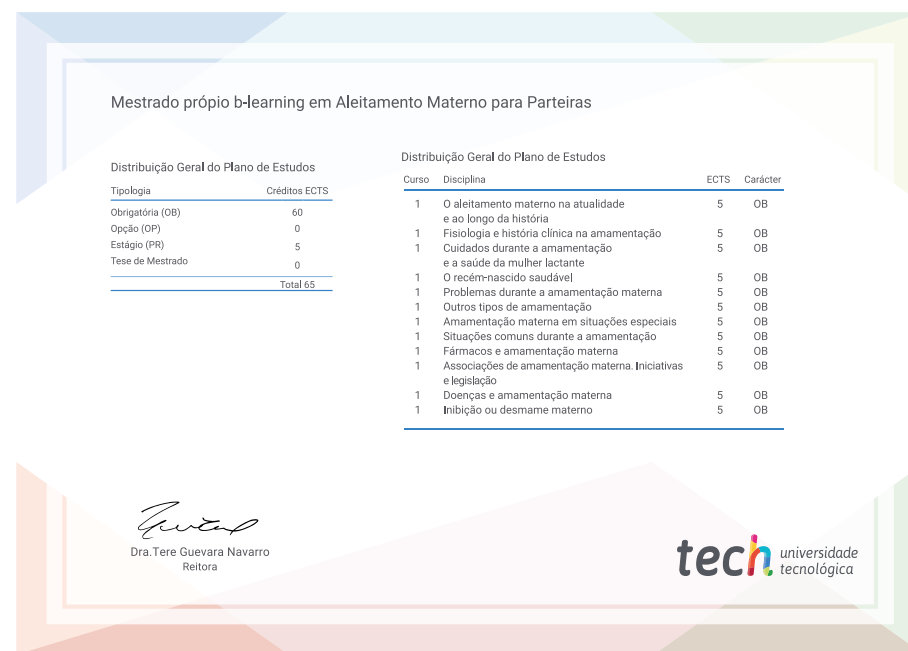 Mestrado própio b-learning em Aleitamento Materno para Parteiras
Distribuição Geral do Plano de Estudos
Tipologia Créditos ECTS
Obrigatória (OB) 60
Opção (OP) 0
Estágio (PR) 5
Tese de Mestrado 0
Total 65
Distribuição Geral do Plano de Estudos
Curso Disciplina ECTS Carácter
1 O aleitamento materno na atualidade 5 OB
e ao longo da história
1 Fisiologia e história clínica na amamentação 5 OB
1 Cuidados durante a amamentação 5 OB
e a saúde da mulher lactante
1 O recém-nascido saudável 5 OB
1 Problemas durante a amamentação materna 5 OB
1 Outros tipos de amamentação 5 OB
1 Amamentação materna em situações especiais 5 OB
1 Situações comuns durante a amamentação 5 OB
1 Fármacos e amamentação materna 5 OB
1 Associações de amamentação materna. Iniciativas 5 OB
e legislação
1 Doenças e amamentação materna 5 OB
1 Inibição ou desmame materno 5 OB
Dra.Tere Guevara Navarro
Reitora
tech universidade
tecnológica